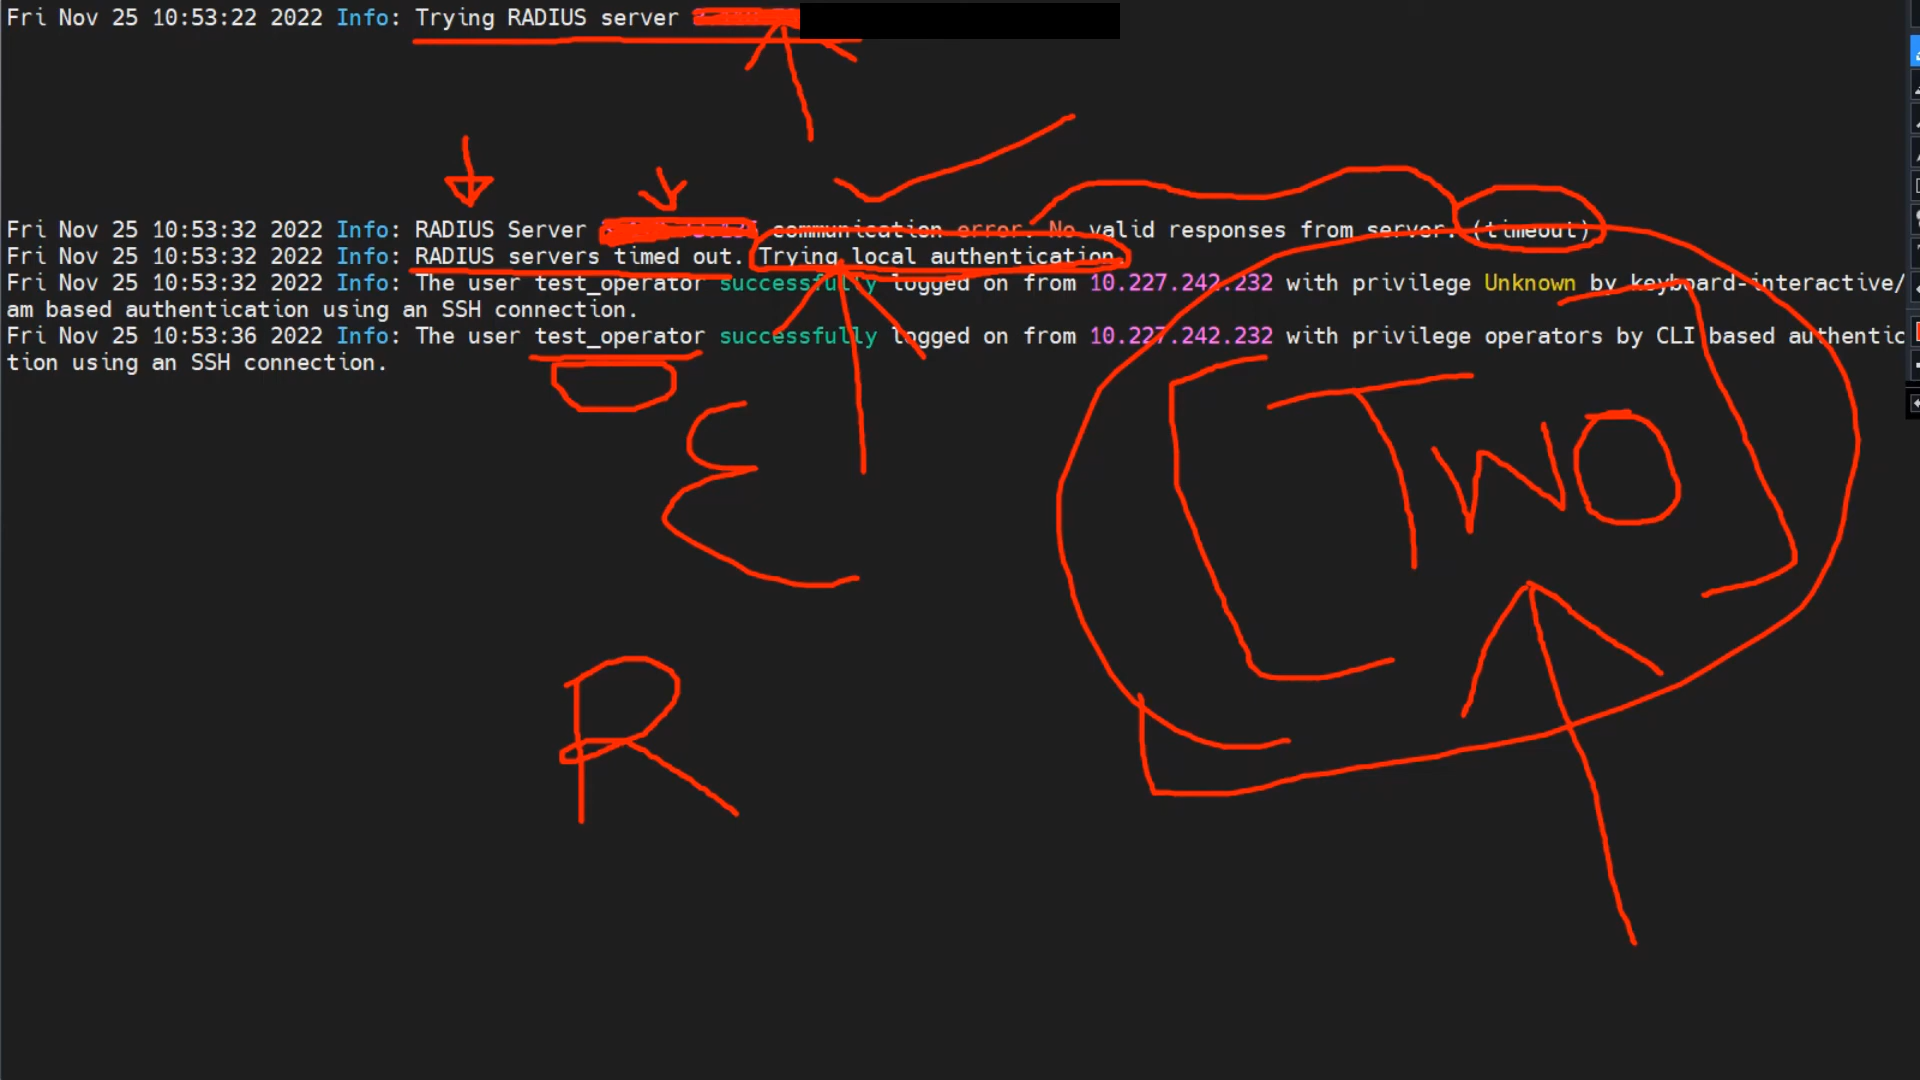 Fri Nov 25 10:53:22 2022 Info: Trying RADIUS server
Fri Nov 25 10:53:32 2022 Info: RADIUS Server communication error. No valid responses from server. (timeout)
Fri Nov 25 10:53:32 2022 Info: RADIUS servers timed out. Trying local authentication.
Fri Nov 25 10:53:32 2022 Info: The user test_operator successfully logged on from 10.227.242.232 with privilege Unknown by keyboard-interactive/
am based authentication using an SSH connection.
Fri Nov 25 10:53:36 2022 Info: The user test_operator successfully logged on from 10.227.242.232 with privilege operators by CLI based authentic
tion using an SSH connection.
E
TWO
R